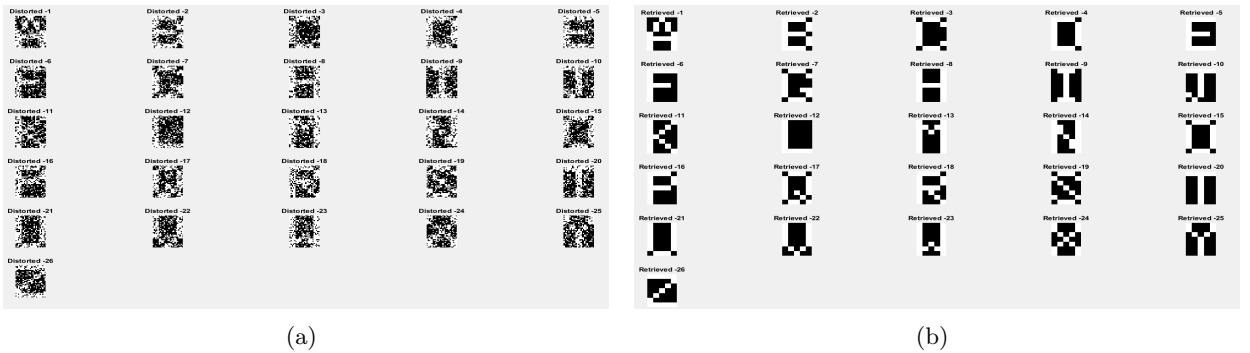 Distorted -1 Distorted -2 Distorted -3 Distorted -4 Distorted -5
Distorted -6 Distorted -7 Distorted -8 Distorted -9 Distorted -10
Distorted -11 Distorted -12 Distorted -13 Distorted -14 Distorted -15
Distorted -16 Distorted -17 Distorted -18 Distorted -19 Distorted -20
Distorted -21 Distorted -22 Distorted -23 Distorted -24 Distorted -25
Distorted -26
(a)
Retrieved -1 Retrieved -2 Retrieved -3 Retrieved -4 Retrieved -5
Retrieved -6 Retrieved -7 Retrieved -8 Retrieved -9 Retrieved -10
Retrieved -11 Retrieved -12 Retrieved -13 Retrieved -14 Retrieved -15
Retrieved -16 Retrieved -17 Retrieved -18 Retrieved -19 Retrieved -20
Retrieved -21 Retrieved -22 Retrieved -23 Retrieved -24 Retrieved -25
Retrieved -26
(b)